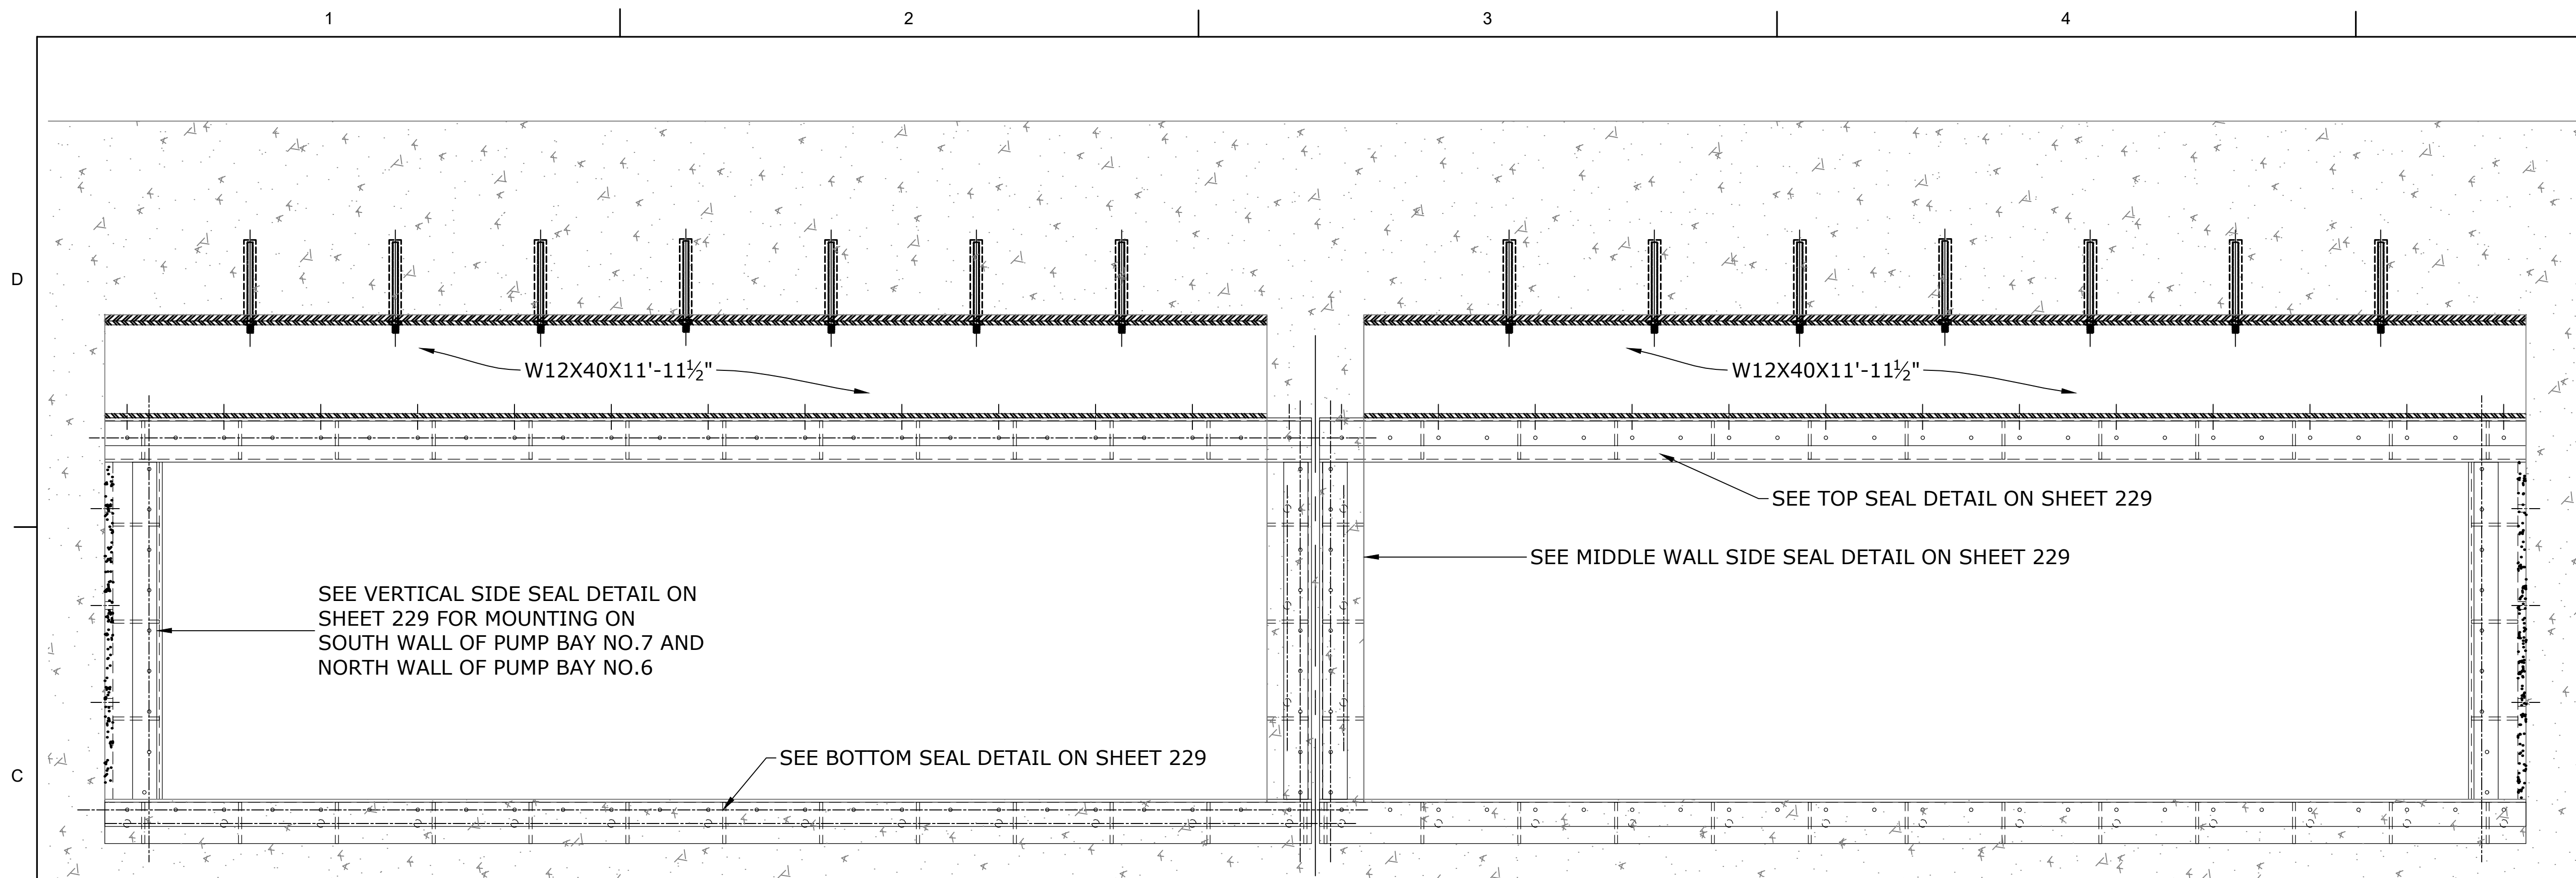 1 2 3 4
D
W12X40X11'-11½" W12X40X11'-11½"
SEE TOP SEAL DETAIL ON SHEET 229
SEE MIDDLE WALL SIDE SEAL DETAIL ON SHEET 229
SEE VERTICAL SIDE SEAL DETAIL ON
SHEET 229 FOR MOUNTING ON
SOUTH WALL OF PUMP BAY NO.7 AND
NORTH WALL OF PUMP BAY NO.6
SEE BOTTOM SEAL DETAIL ON SHEET 229
C